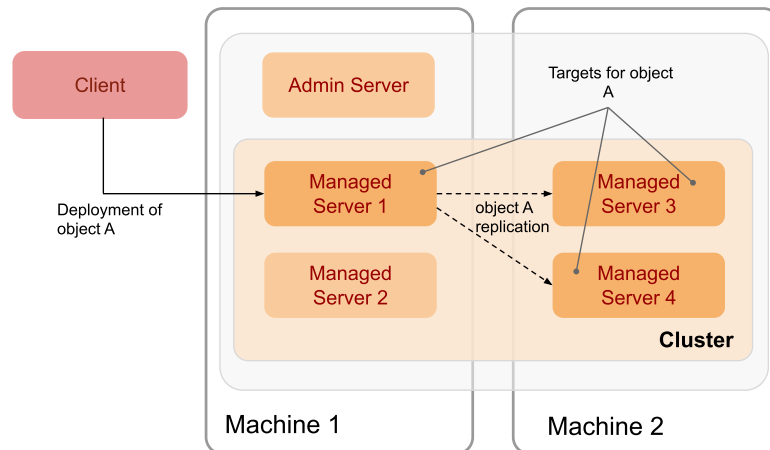 Client
Admin Server
Targets for object
A
Managed
Server 1
Managed
Server 3
Deployment of
object A
object A
replication
Managed
Server 2
Managed
Server 4
Cluster
Machine 1
Machine 2